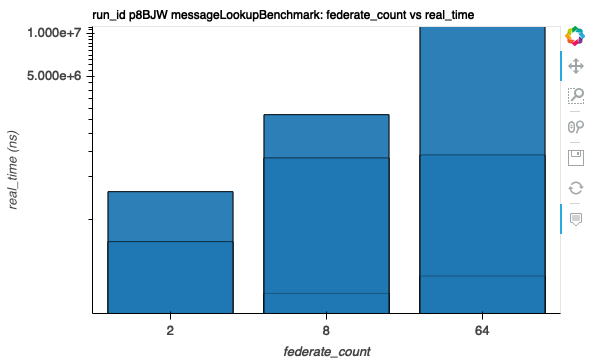 run_id p8BJW messageLookupBenchmark: federate_count vs real_time
1.000e+7
5.000e+6
real_time (ns)
2
8
64
federate_count